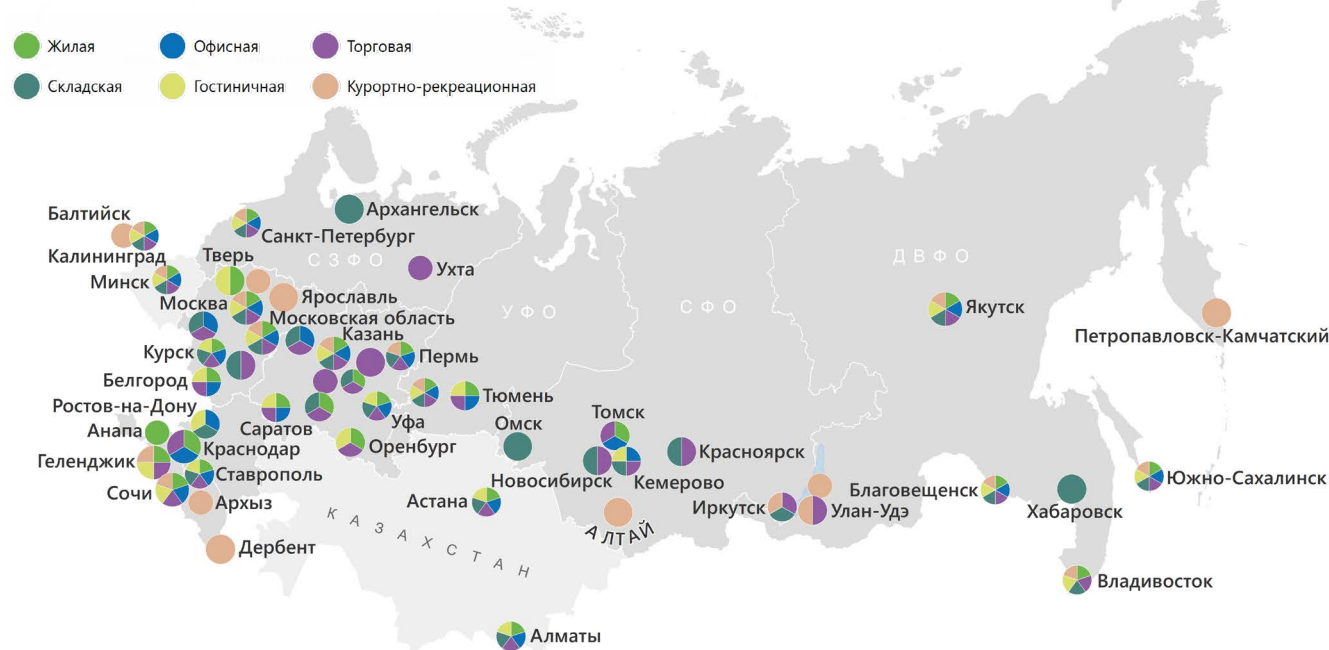 Жилая
Офисная
Торговая
Складская
Гостиничная
Курортно-рекреационная
Балтийск
Архангельск
Санкт-Петербург
Калининград
Тверь
СЗФО
Ухта
ДВФО
Минск
Москва
Ярославль
УФО
СФО
Якутск
Московская область
Казань
Петропавловск-Камчатский
Курск
Пермь
Белгород
Тюмень
Ростов-на-Дону
Саратов
Уфа
Омск
Томск
Анапа
Краснодар
Оренбург
Красноярск
Геленджик
Ставрополь
Новосибирск
Кемерово
Благовещенск
Южно-Сахалинск
Сочи
Архыз
Астана
Иркутск
Улан-Удэ
Хабаровск
КАЗАХСТАН
АЛТАЙ
Дербент
Владивосток
Алматы